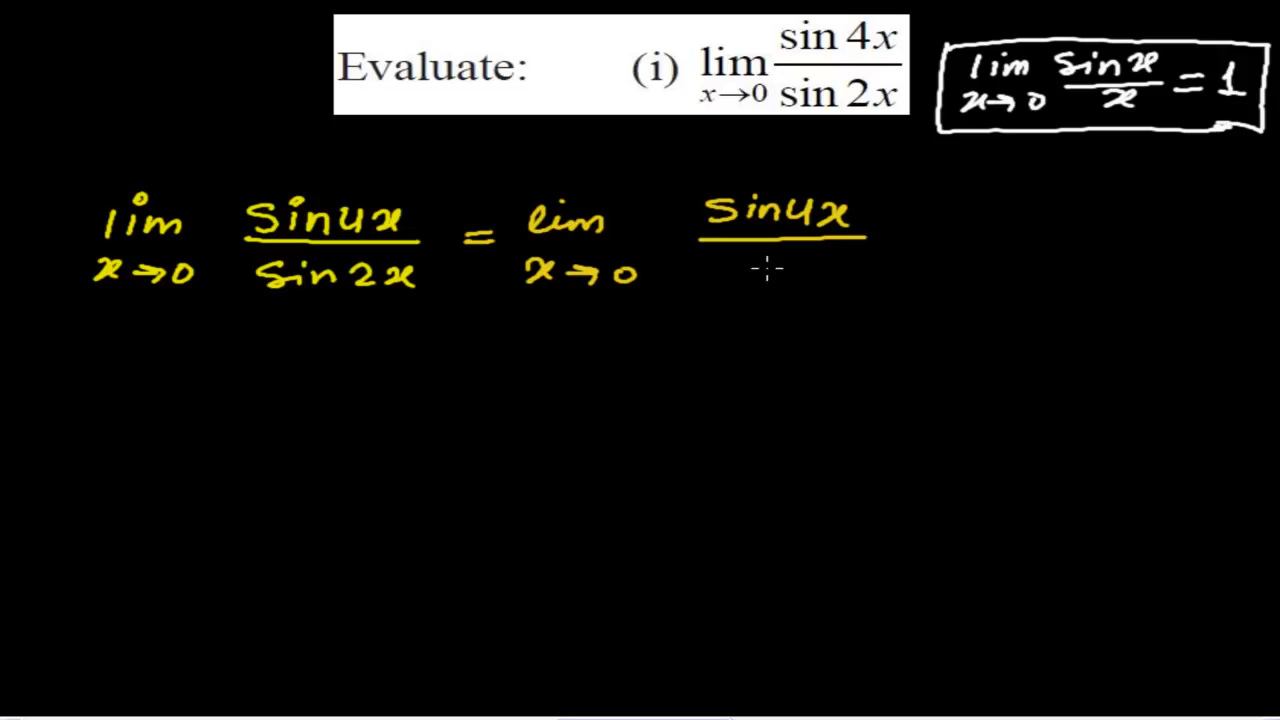 Evaluate: (i) lim x→0 sin 4x / sin 2x
lim x→0 sin x / x = 1
lim x→0 sin4x / sin2x = lim x→0 sin4x